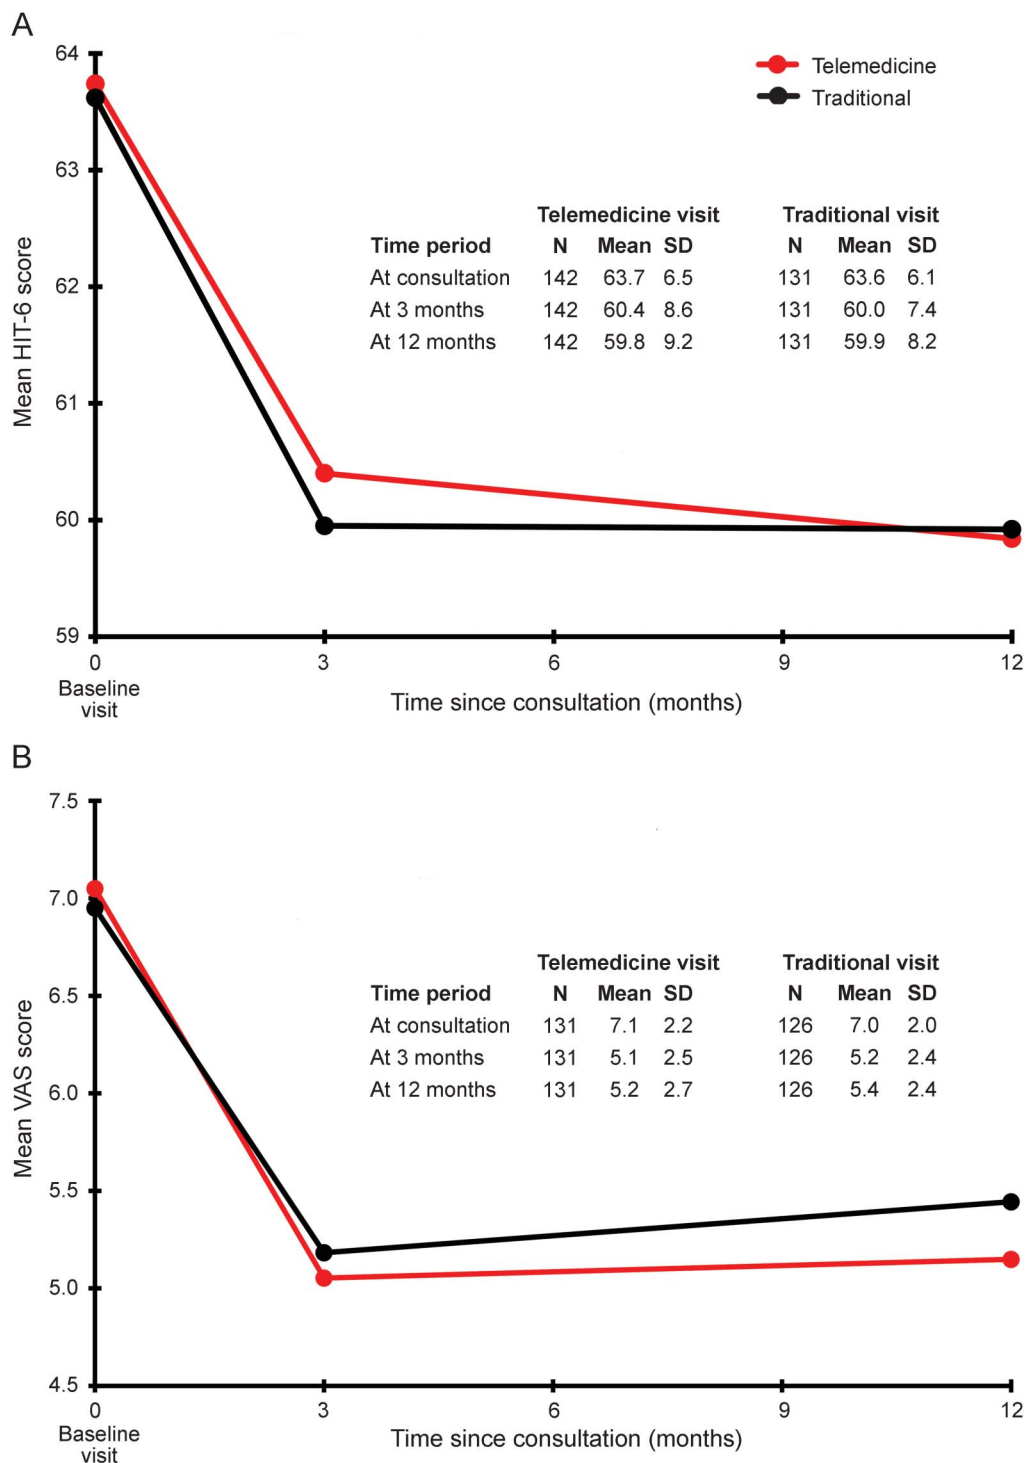 A
64
63
62
61
60
59
Mean HIT-6 score
Telemedicine
Traditional
Telemedicine visit Traditional visit
Time period N Mean SD N Mean SD
At consultation 142 63.7 6.5 131 63.6 6.1
At 3 months 142 60.4 8.6 131 60.0 7.4
At 12 months 142 59.8 9.2 131 59.9 8.2
0 3 6 9 12
Baseline
visit
Time since consultation (months)
B
7.5
7.0
6.5
6.0
5.5
5.0
4.5
Mean VAS score
Telemedicine visit Traditional visit
Time period N Mean SD N Mean SD
At consultation 131 7.1 2.2 126 7.0 2.0
At 3 months 131 5.1 2.5 126 5.2 2.4
At 12 months 131 5.2 2.7 126 5.4 2.4
0 3 6 9 12
Baseline
visit
Time since consultation (months)